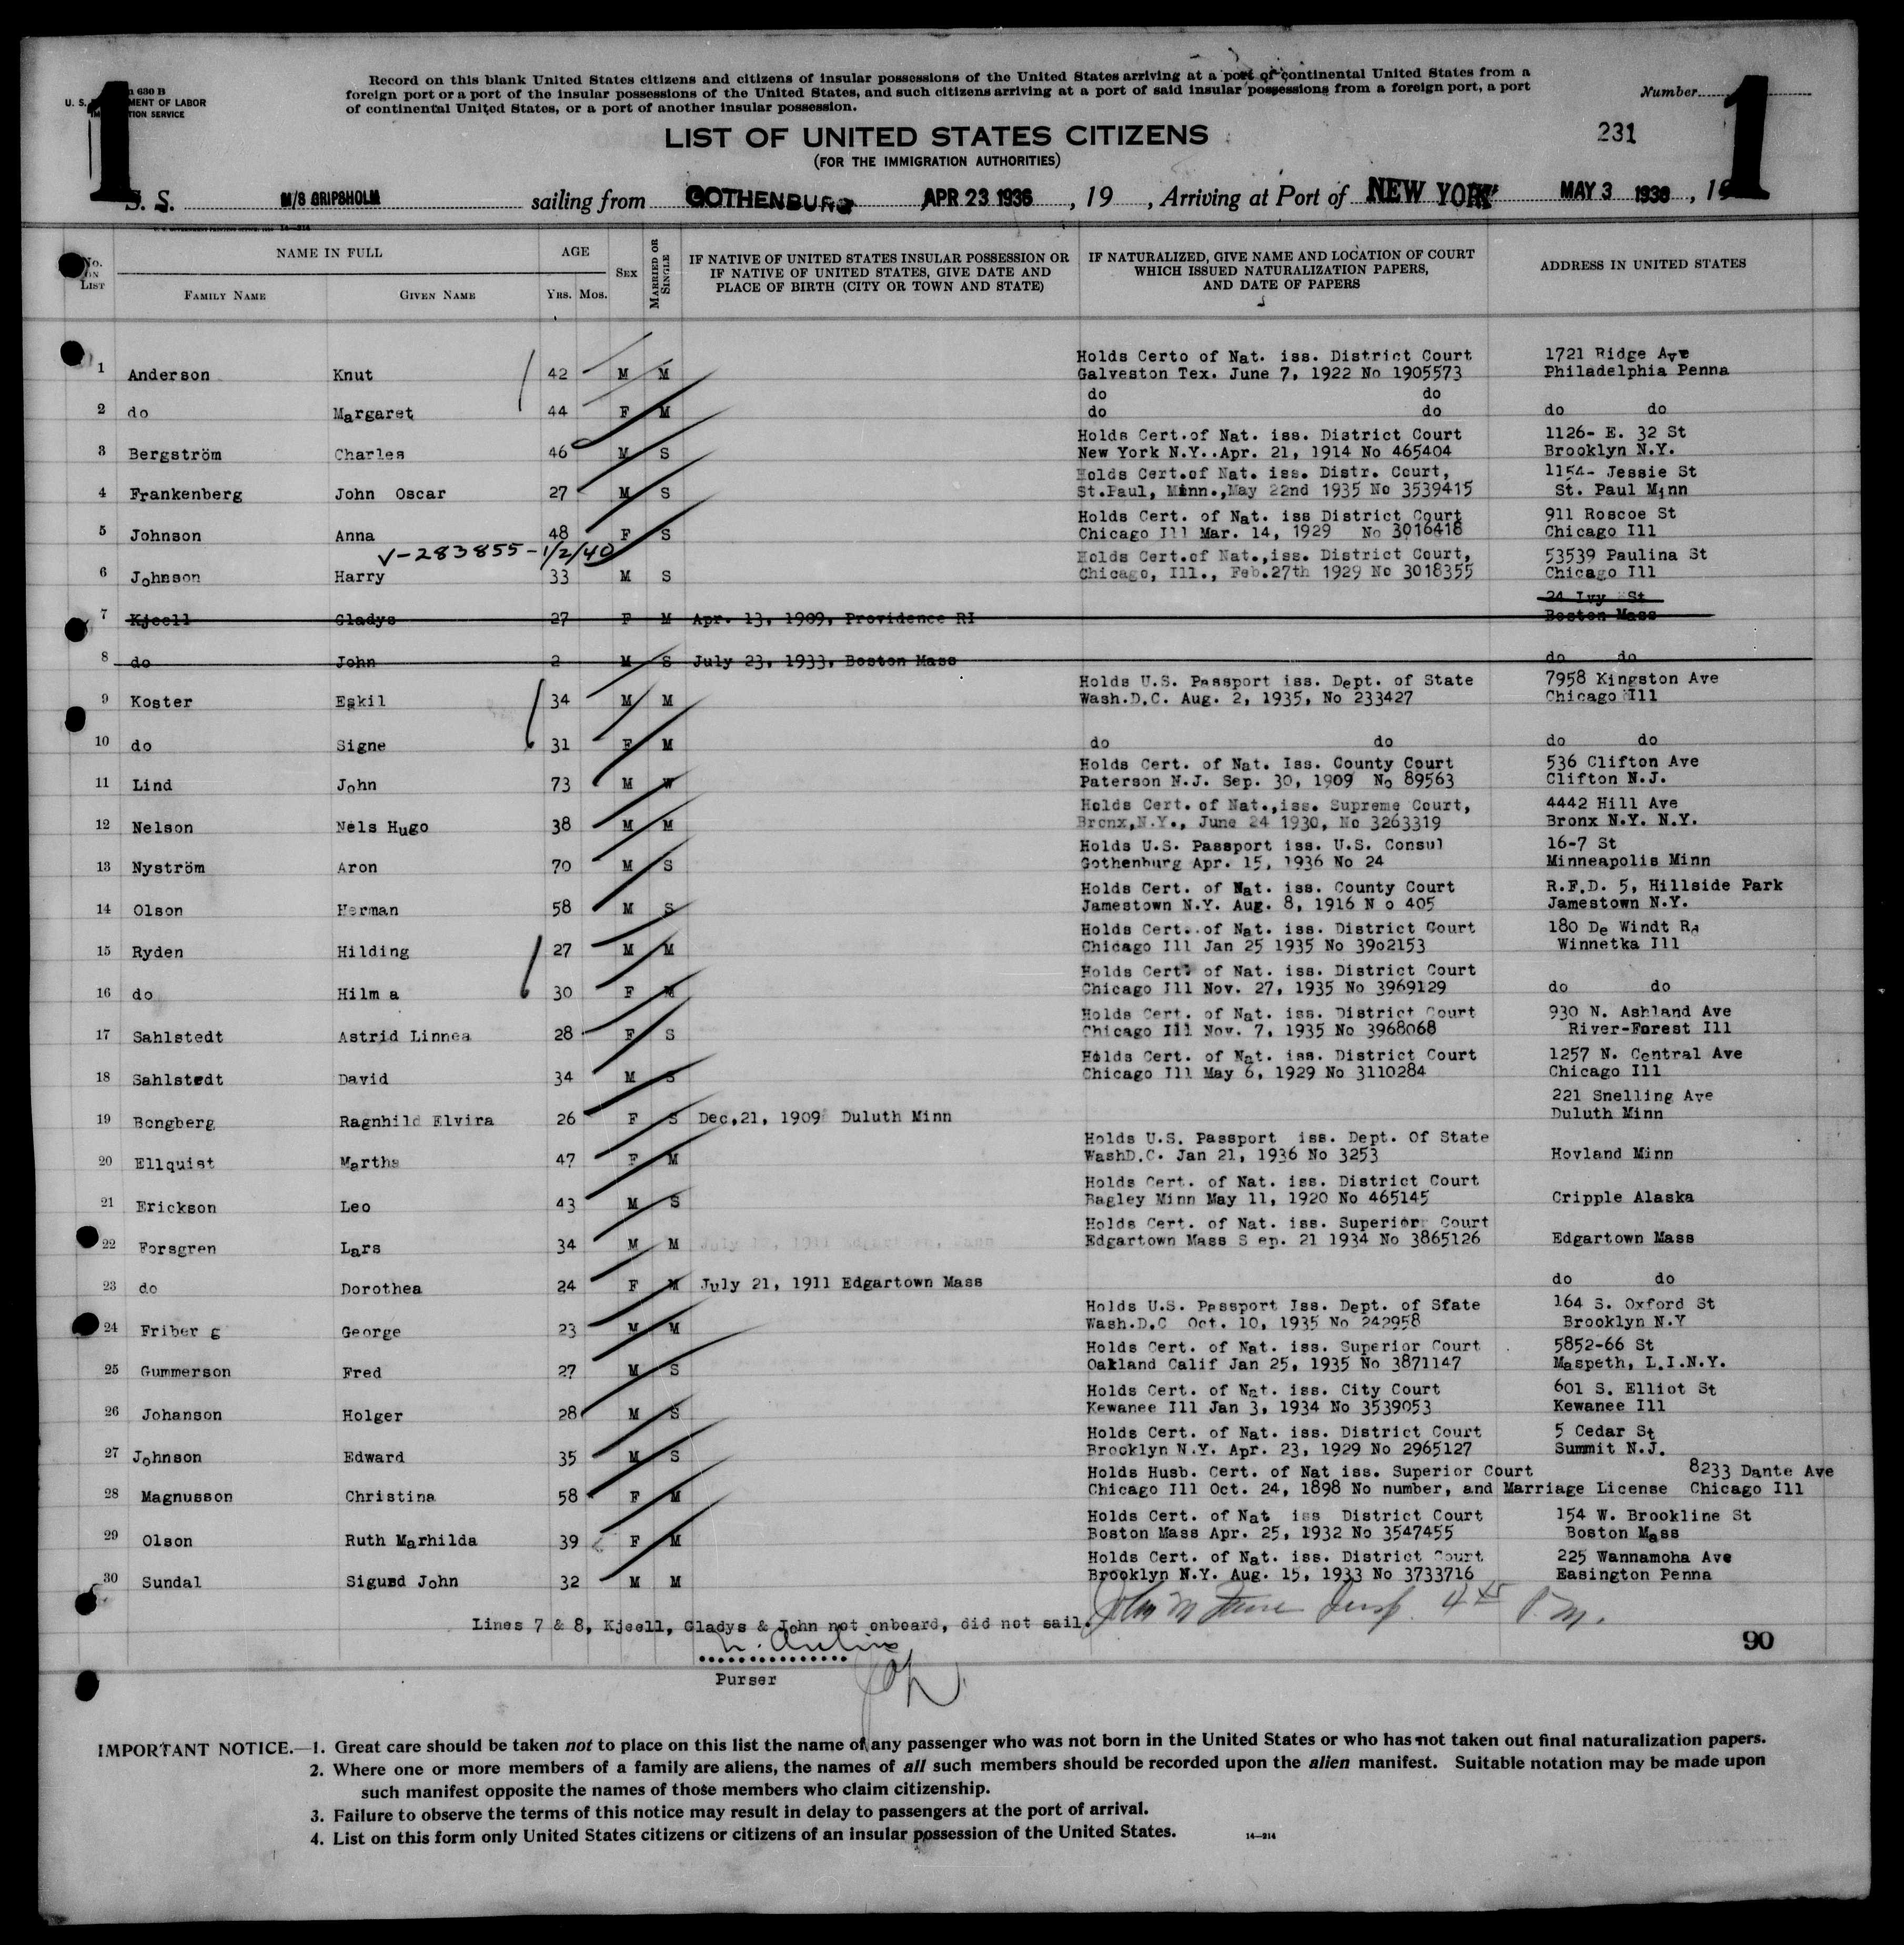 1 1
630 B
U. S. MENT OF LABOR
TION SERVICE
Record on this blank United States citizens and citizens of insular possessions of the United States arriving at a port of continental United States from a
foreign port or a port of the insular possessions of the United States, and such citizens arriving at a port of said insular possessions from a foreign port, a port
of continental United States, or a port of another insular possession.
Number
LIST OF UNITED STATES CITIZENS
231
(FOR THE IMMIGRATION AUTHORITIES)
S. S. M/S GRIPSHOLM sailing from GOTHENBURG APR 23 1936, 19 , Arriving at Port of NEW YORK MAY 3 1936, 19
No. on List NAME IN FULL AGE Sex Married or Single IF NATIVE OF UNITED STATES INSULAR POSSESSION OR IF NATIVE OF UNITED STATES, GIVE DATE AND PLACE OF BIRTH (CITY OR TOWN AND STATE) IF NATURALIZED, GIVE NAME AND LOCATION OF COURT WHICH ISSUED NATURALIZATION PAPERS, AND DATE OF PAPERS ADDRESS IN UNITED STATES
Family Name Given Name Yrs. Mos.
Holds Certo of Nat. iss. District Court 1721 Ridge Ave
1 Anderson Knut 42 M M Galveston Tex. June 7, 1922 No 1905573 Philadelphia Penna
do do
2 do Margaret 44 F M do do do do
Holds Cert.of Nat. iss. District Court 1126- E. 32 St
3 Bergström Charles 46 M S New York N.Y..Apr. 21, 1914 No 465404 Brooklyn N.Y.
Holds Cert.of Nat. iss. Distr. Court, 1154- Jessie St
4 Frankenberg John Oscar 27 M S St.Paul, Minn.,May 22nd 1935 No 3539415 St. Paul Minn
Holds Cert. of Nat. iss District Court 911 Roscoe St
5 Johnson Anna 48 F S Chicago Ill Mar. 14, 1929 No 3016418 Chicago Ill
V-283855-1/2/40
Holds Cert.of Nat.,iss. District Court, 53539 Paulina St
6 Johnson Harry 33 M S Chicago, Ill., Feb.27th 1929 No 3018355 Chicago Ill
24 Ivy St
7 Kjeell Gladys 27 F M Apr. 13, 1909, Providence RI Boston Mass
8 do John 2 M S July 23, 1933, Boston Mass do do
Holds U.S. Passport iss. Dept. of State 7958 Kingston Ave
9 Koster Eskil 34 M M Wash.D.C. Aug. 2, 1935, No 233427 Chicago Ill
10 do Signe 31 F M do do do do
Holds Cert. of Nat. Iss. County Court 536 Clifton Ave
11 Lind John 73 M W Paterson N.J. Sep. 30, 1909 No 89563 Clifton N.J.
Holds Cert. of Nat.,iss. Supreme Court, 4442 Hill Ave
12 Nelson Nels Hugo 38 M M Bronx,N.Y., June 24 1930, No 3263319 Bronx N.Y. N.Y.
Holds U.S. Passport iss. U.S. Consul 16-7 St
13 Nyström Aron 70 M S Gothenburg Apr. 15, 1936 No 24 Minneapolis Minn
Holds Cert. of Nat. iss. County Court R.F.D. 5, Hillside Park
14 Olson Herman 58 M S Jamestown N.Y. Aug. 8, 1916 N o 405 Jamestown N.Y.
Holds Cert. of Nat. iss. District Court 180 De Windt Rd
15 Ryden Hilding 27 M M Chicago Ill Jan 25 1935 No 3902153 Winnetka Ill
Holds Cert. of Nat. iss. District Court
16 do Hilm a 30 F M Chicago Ill Nov. 27, 1935 No 3969129 do do
Holds Cert. of Nat. iss. District Court 930 N. Ashland Ave
17 Sahlstedt Astrid Linnea 28 F S Chicago Ill Nov. 7, 1935 No 3968068 River-Forest Ill
Holds Cert. of Nat. iss. District Court 1257 N. Central Ave
18 Sahlstedt David 34 M S Chicago Ill May 6, 1929 No 3110284 Chicago Ill
221 Snelling Ave
19 Bongberg Ragnhild Elvira 26 F S Dec,21, 1909 Duluth Minn Duluth Minn
Holds U.S. Passport iss. Dept. Of State
20 Ellquist Martha 47 F M WashD.C. Jan 21, 1936 No 3253 Hovland Minn
Holds Cert. of Nat. iss. District Court
21 Erickson Leo 43 M S Bagley Minn May 11, 1920 No 465145 Cripple Alaska
Holds Cert. of Nat. iss. Superior Court
22 Forsgren Lars 34 M M Edgartown Mass S ep. 21 1934 No 3865126 Edgartown Mass
23 do Dorothea 24 F M July 21, 1911 Edgartown Mass do do
Holds U.S. Passport Iss. Dept. of Sfate 164 S. Oxford St
24 Friber g George 23 M M Wash.D.C Oct. 10, 1935 No 242958 Brooklyn N.Y
Holds Cert. of Nat. iss. Superior Court 5852-66 St
25 Gummerson Fred 27 M S Oakland Calif Jan 25, 1935 No 3871147 Maspeth, L.I.N.Y.
Holds Cert. of Nat. iss. City Court 601 S. Elliot St
26 Johanson Holger 28 M S Kewanee Ill Jan 3, 1934 No 3539053 Kewanee Ill
Holds Cert. of Nat. iss. District Court 5 Cedar St
27 Johnson Edward 35 M S Brooklyn N.Y. Apr. 23, 1929 No 2965127 Summit N.J.
Holds Husb. Cert. of Nat iss. Superior Court 8233 Dante Ave
28 Magnusson Christina 58 F M Chicago Ill Oct. 24, 1898 No number, and Marriage License Chicago Ill
Holds Cert. of Nat iss District Court 154 W. Brookline St
29 Olson Ruth Marhilda 39 F M Boston Mass Apr. 25, 1932 No 3547455 Boston Mass
Holds Cert. of Nat. iss. District Court 225 Wannamoha Ave
30 Sundal Sigurd John 32 M M Brooklyn N.Y. Aug. 15, 1933 No 3733716 Easington Penna
Lines 7 & 8, Kjeell, Gladys & John not onboard, did not sail.
P.M.
90
Purser
IMPORTANT NOTICE.—1. Great care should be taken not to place on this list the name of any passenger who was not born in the United States or who has not taken out final naturalization papers.
2. Where one or more members of a family are aliens, the names of all such members should be recorded upon the alien manifest. Suitable notation may be made upon
such manifest opposite the names of those members who claim citizenship.
3. Failure to observe the terms of this notice may result in delay to passengers at the port of arrival.
4. List on this form only United States citizens or citizens of an insular possession of the United States.
14—914